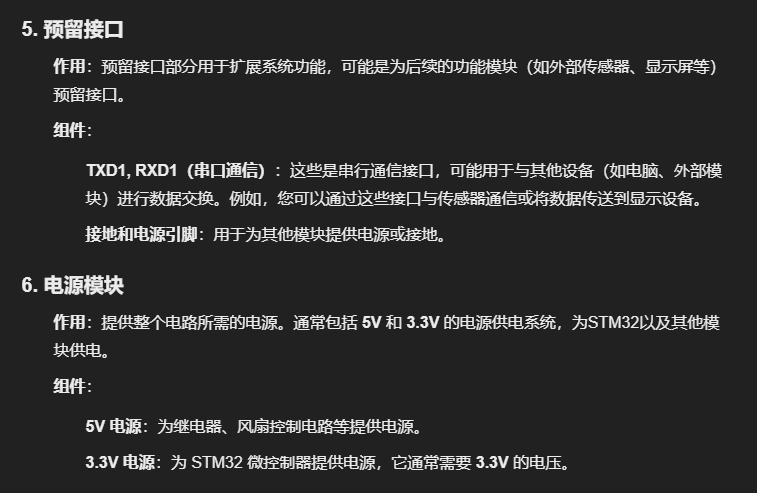 5. 预留接口
作用：预留接口部分用于扩展系统功能，可能是为后续的功能模块（如外部传感器、显示屏等）
预留接口。
组件：
TXD1, RXD1（串口通信）：这些是串行通信接口，可能用于与其他设备（如电脑、外部模
块）进行数据交换。例如，您可以通过这些接口与传感器通信或将数据传送到显示设备。
接地和电源引脚：用于为其他模块提供电源或接地。
6. 电源模块
作用：提供整个电路所需的电源。通常包括 5V 和 3.3V 的电源供电系统，为STM32以及其他模
块供电。
组件：
5V 电源：为继电器、风扇控制电路等提供电源。
3.3V 电源：为 STM32 微控制器提供电源，它通常需要 3.3V 的电压。